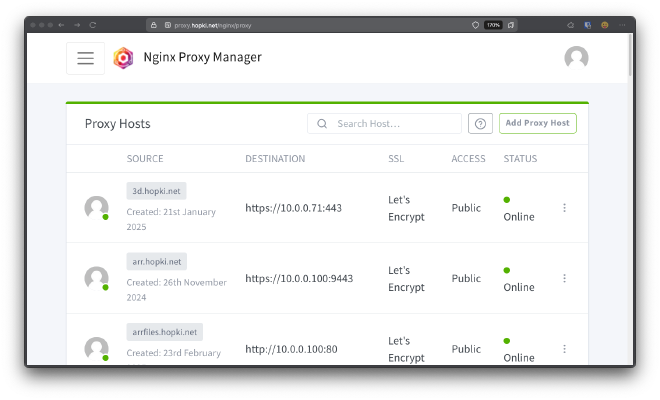 proxy.hopki.net/nginx/proxy
120%
Nginx Proxy Manager
Proxy Hosts
Search Host...
Add Proxy Host
SOURCE DESTINATION SSL ACCESS STATUS
3d.hopki.net
Created: 21st January
2025
https://10.0.0.71:443
Let's
Encrypt
Public
Online
arr.hopki.net
Created: 26th November
2024
https://10.0.0.100:9443
Let's
Encrypt
Public
Online
arrfiles.hopki.net
Created: 23rd February
http://10.0.0.100:80
Let's
Encrypt
Public
Online